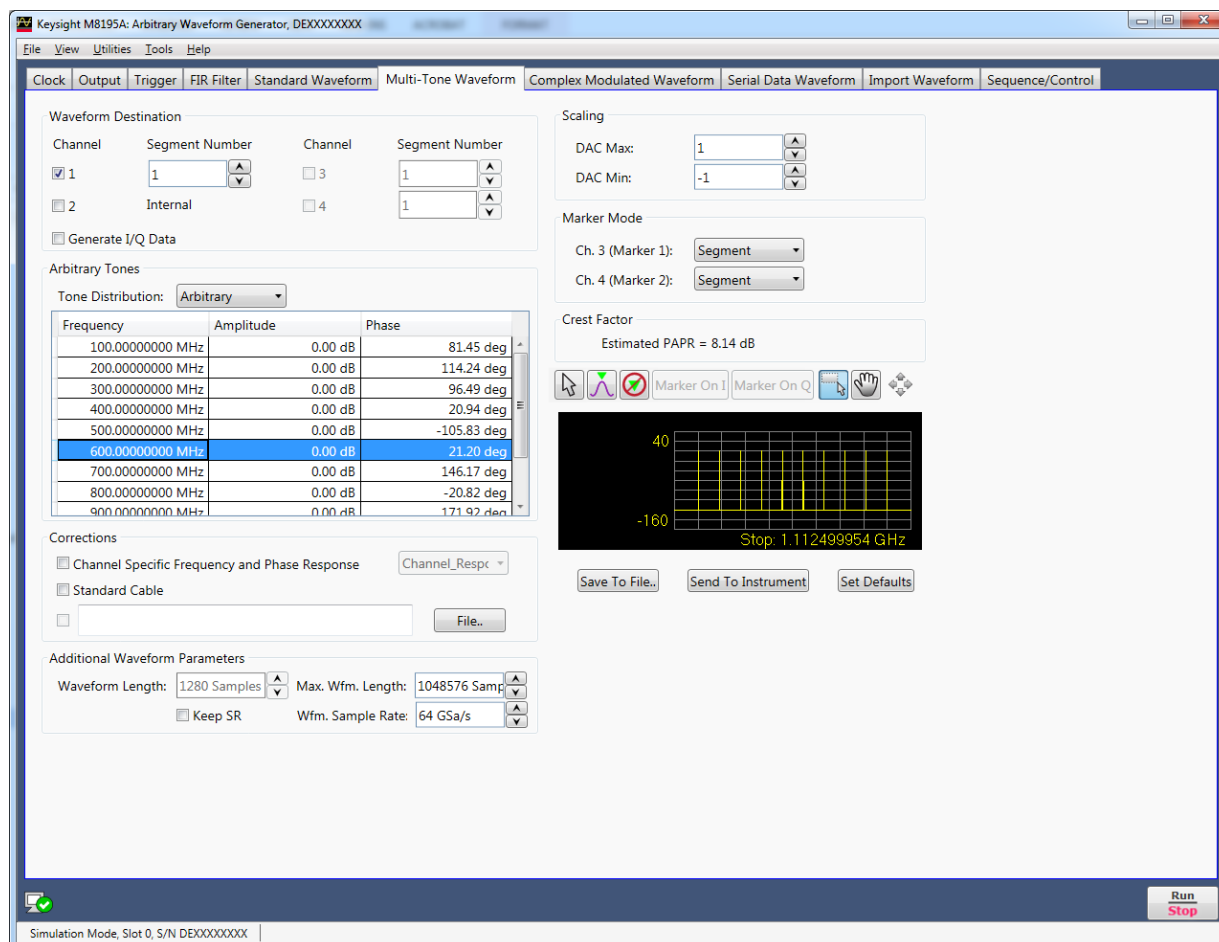 Keysight M8195A: Arbitrary Waveform Generator, DEXXXXXXXX
File View Utilities Tools Help
Clock Output Trigger FIR Filter Standard Waveform Multi-Tone Waveform Complex Modulated Waveform Serial Data Waveform Import Waveform Sequence/Control
Waveform Destination
Channel Segment Number Channel Segment Number
1 1 3 1
2 Internal 4 1
Generate I/Q Data
Arbitrary Tones
Tone Distribution: Arbitrary
Frequency Amplitude Phase
100.00000000 MHz 0.00 dB 81.45 deg
200.00000000 MHz 0.00 dB 114.24 deg
300.00000000 MHz 0.00 dB 96.49 deg
400.00000000 MHz 0.00 dB 20.94 deg
500.00000000 MHz 0.00 dB -105.83 deg
600.00000000 MHz 0.00 dB 21.20 deg
700.00000000 MHz 0.00 dB 146.17 deg
800.00000000 MHz 0.00 dB -20.82 deg
900.00000000 MHz 0.00 dB 171.92 deg
Corrections
Channel Specific Frequency and Phase Response Channel_Respc
Standard Cable
File..
Additional Waveform Parameters
Waveform Length: 1280 Samples Max. Wfm. Length: 1048576 Samp
Keep SR Wfm. Sample Rate: 64 GSa/s
Scaling
DAC Max: 1
DAC Min: -1
Marker Mode
Ch. 3 (Marker 1): Segment
Ch. 4 (Marker 2): Segment
Crest Factor
Estimated PAPR = 8.14 dB
Marker On I Marker On Q
40
-160
Stop: 1.112499954 GHz
Save To File.. Send To Instrument Set Defaults
Run
Stop
Simulation Mode, Slot 0, S/N DEXXXXXXXX